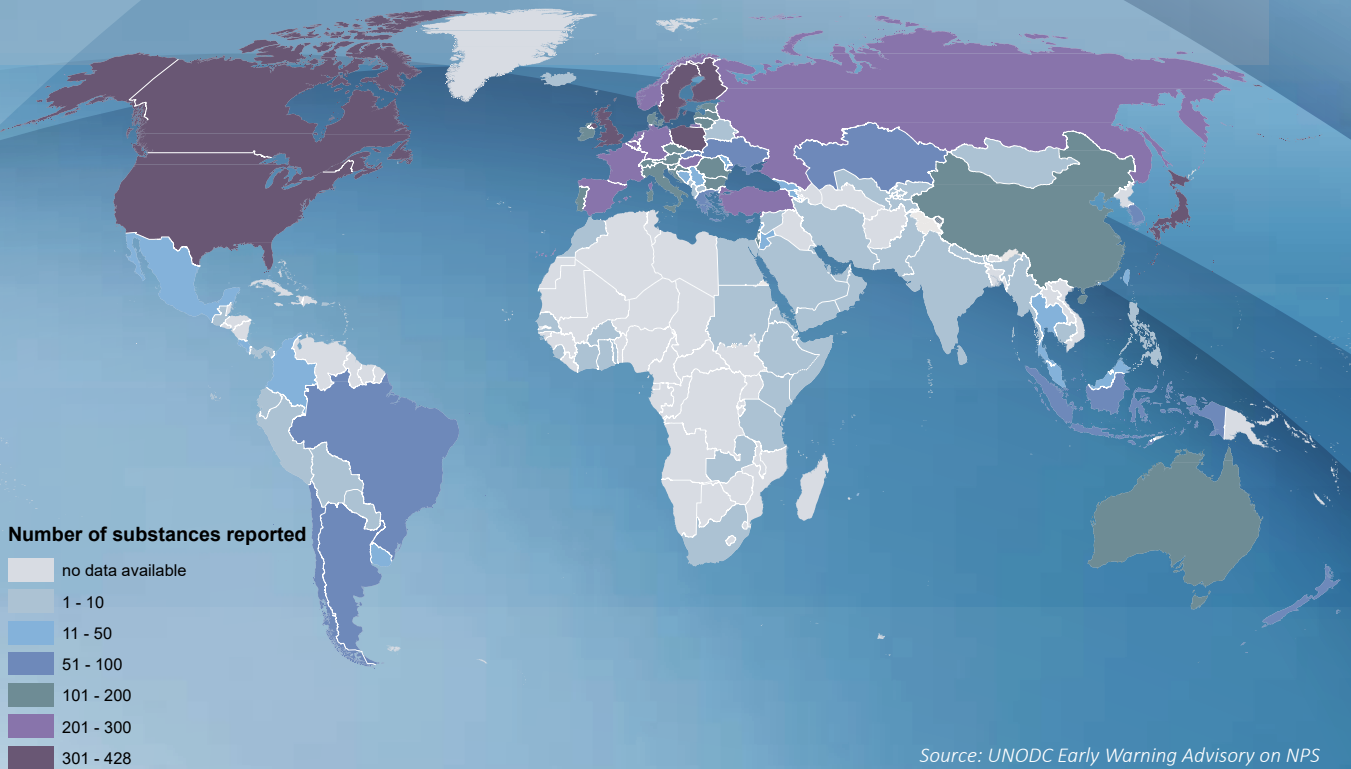 Number of substances reported
no data available
1 - 10
11 - 50
51 - 100
101 - 200
201 - 300
301 - 428
Source: UNODC Early Warning Advisory on NPS